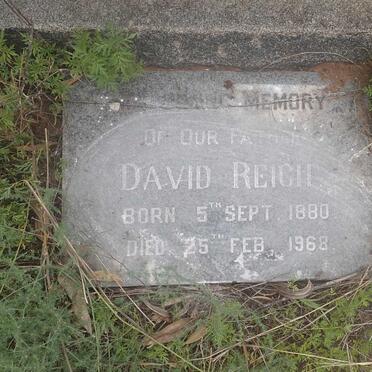 MEMORY
OF OUR FATHER
DAVID REICH
BORN 5TH SEPT. 1880
DIED 25TH FEB. 1968